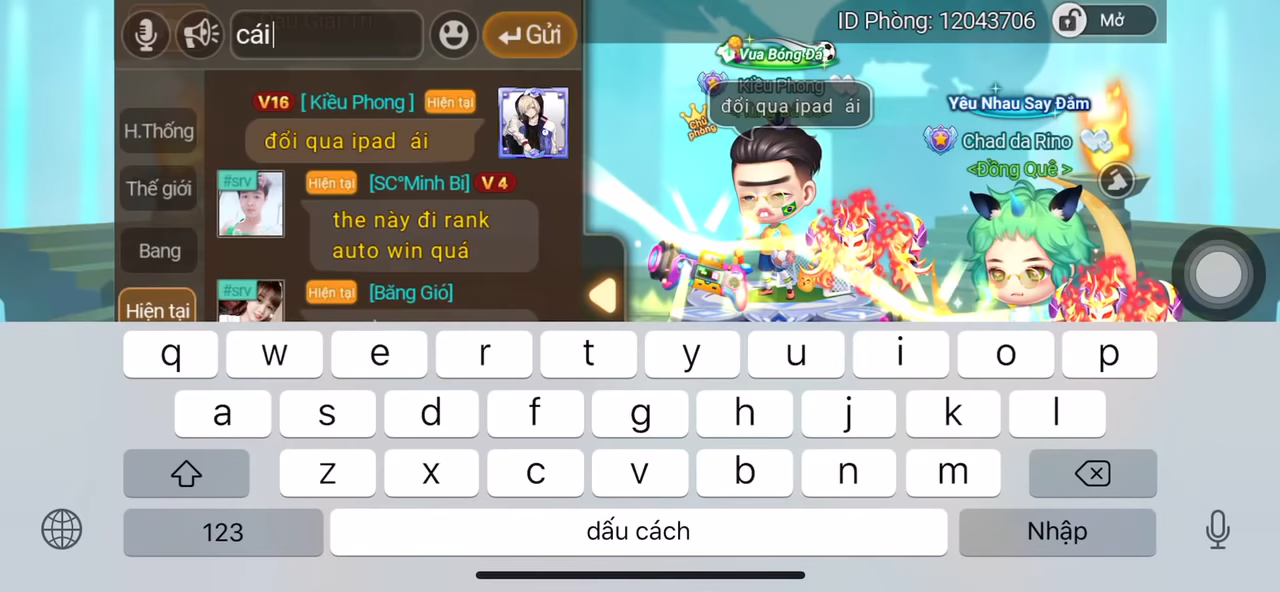 cái
Gửi
ID Phòng: 12043706
Mở
H.Thống
Thế giới
Bang
Hiện tại
V16 [ Kiều Phong ] Hiện tại
đổi qua ipad ái
#srv
Hiện tại [SC°Minh Bi] V 4
the này đi rank
auto win quá
#srv
Hiện tại [Băng Gió]
Vua Bóng Đá
Kiều Phong
đổi qua ipad ái
Chủ
phòng
Yêu Nhau Say Đắm
Chad da Rino
<Đồng Quê >
q w e r t y u i o p
a s d f g h j k l
z x c v b n m
123 dấu cách Nhập